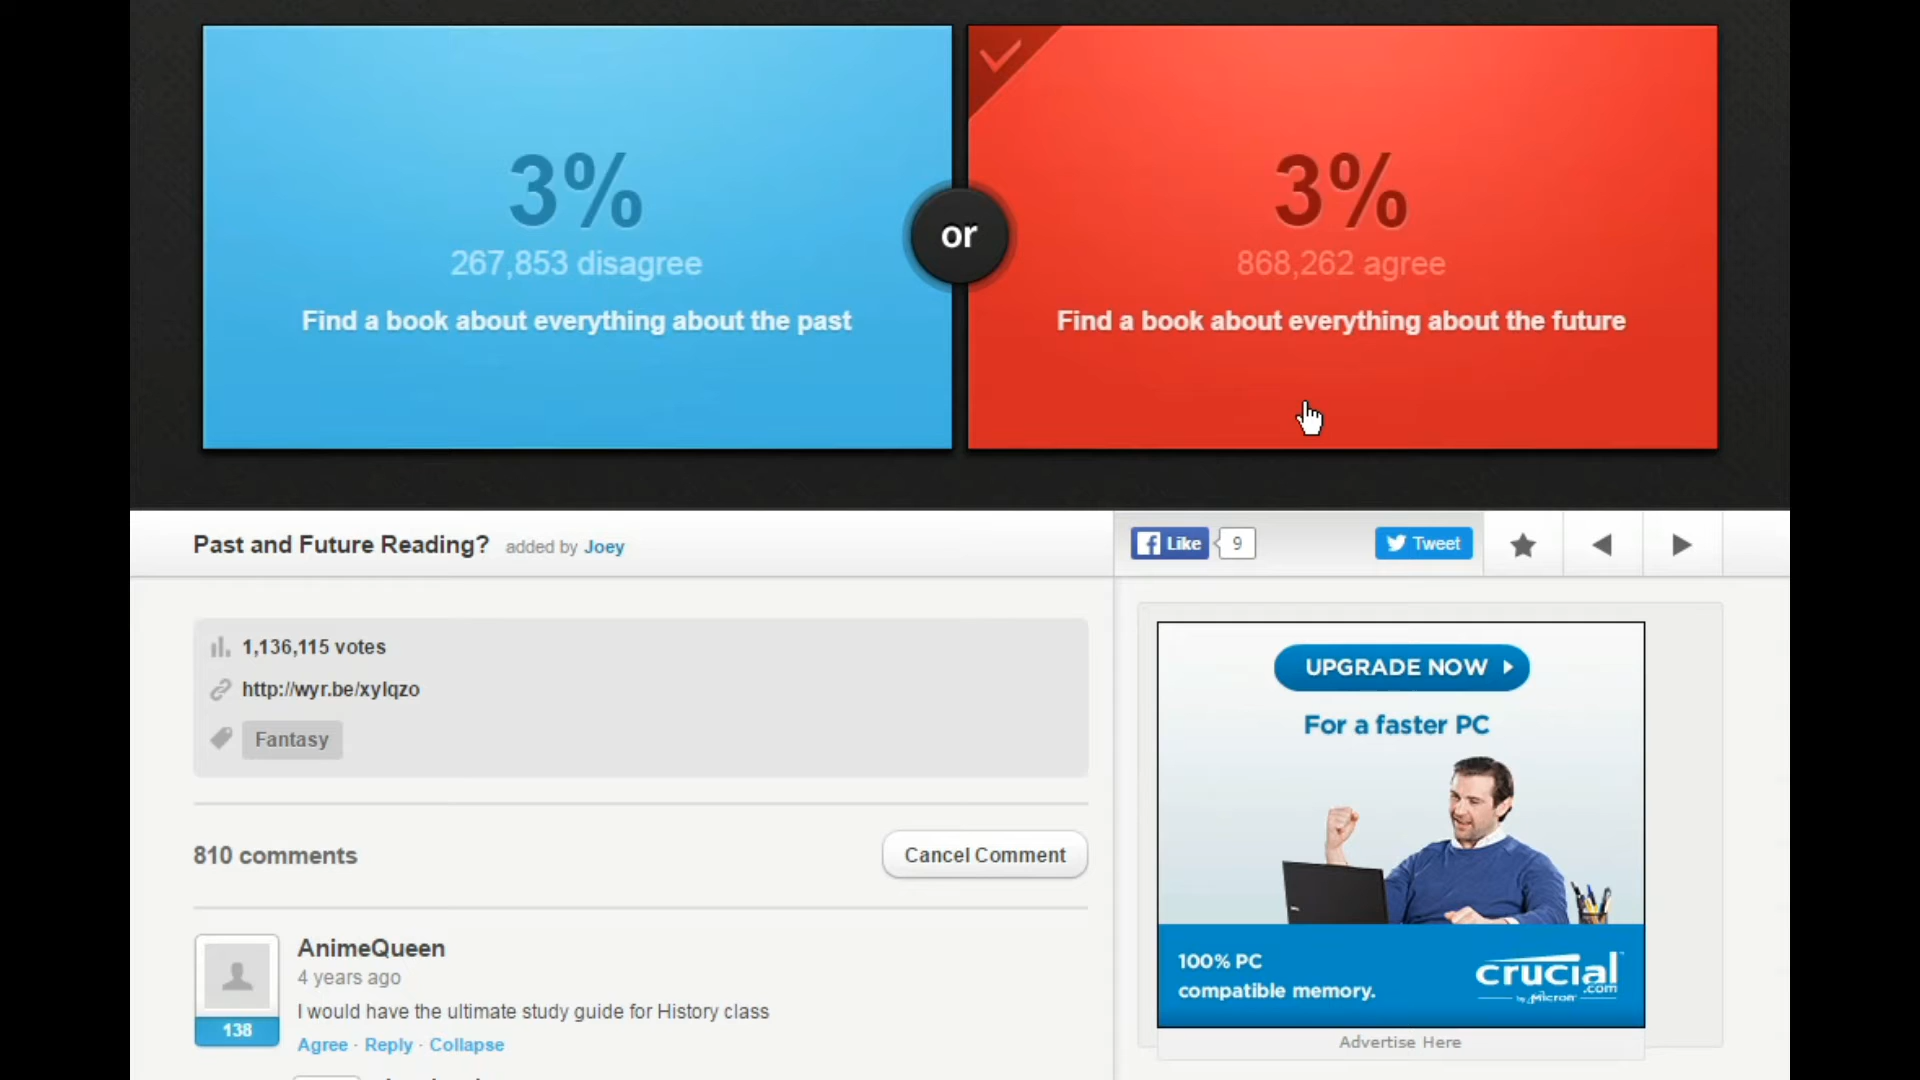 3%
267,853 disagree
Find a book about everything about the past
or
3%
868,262 agree
Find a book about everything about the future
Past and Future Reading? added by Joey
Like 9
Tweet
1,136,115 votes
http://wyr.be/xylqzo
Fantasy
810 comments
Cancel Comment
AnimeQueen
4 years ago
I would have the ultimate study guide for History class
138
Agree · Reply · Collapse
UPGRADE NOW
For a faster PC
100% PC
compatible memory.
crucial
.com
by Micron
Advertise Here